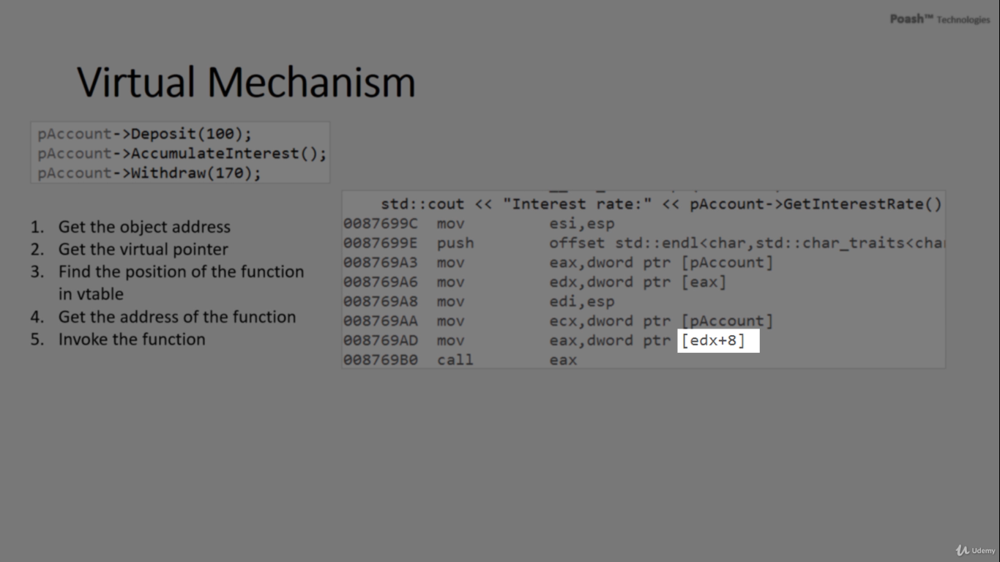 Poash™ Technologies
Virtual Mechanism
pAccount->Deposit(100);
pAccount->AccumulateInterest();
pAccount->Withdraw(170);
1. Get the object address
2. Get the virtual pointer
3. Find the position of the function
in vtable
4. Get the address of the function
5. Invoke the function
std::cout << "Interest rate:" << pAccount->GetInterestRate()
0087699C mov esi,esp
0087699E push offset std::endl<char,std::char_traits<cha
008769A3 mov eax,dword ptr [pAccount]
008769A6 mov edx,dword ptr [eax]
008769A8 mov edi,esp
008769AA mov ecx,dword ptr [pAccount]
008769AD mov eax,dword ptr [edx+8]
008769B0 call eax
Udemy